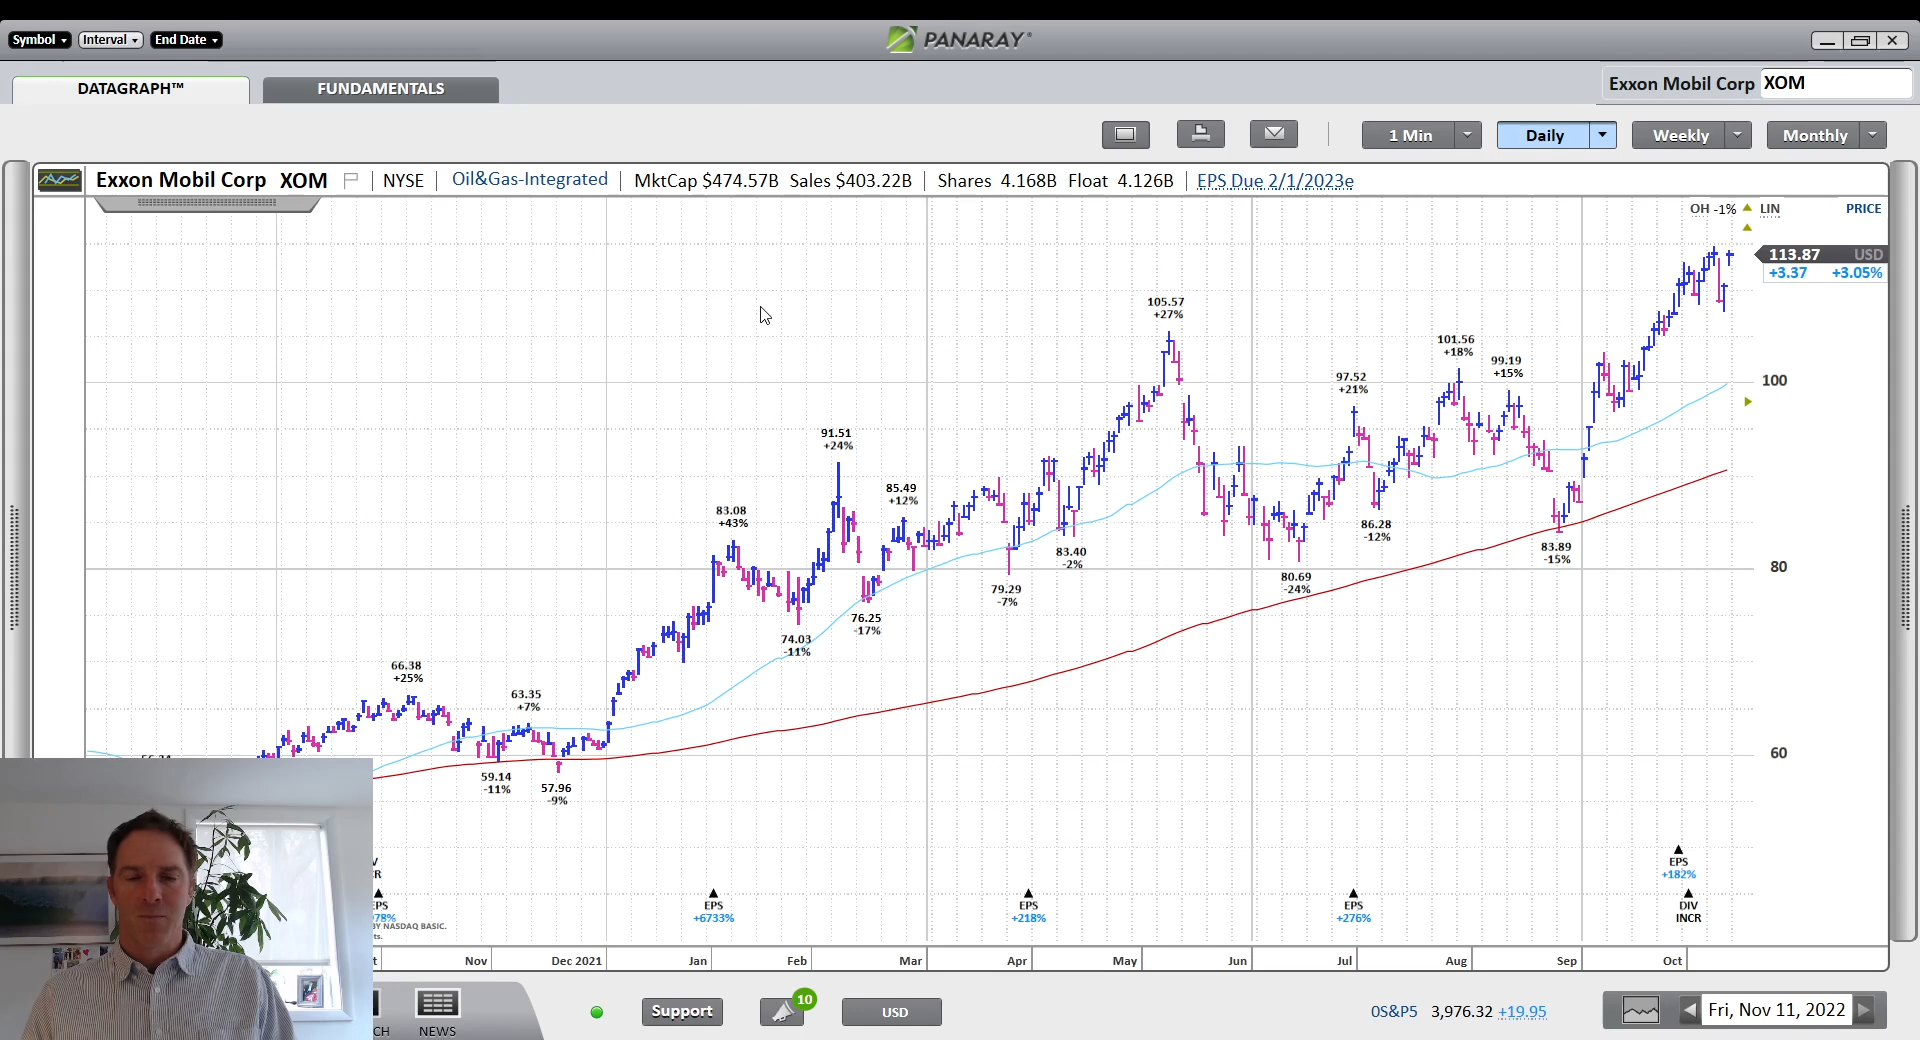 Symbol Interval End Date PANARAY®
DATAGRAPH™ FUNDAMENTALS Exxon Mobil Corp XOM
1 Min Daily Weekly Monthly
Exxon Mobil Corp XOM NYSE Oil&Gas-Integrated MktCap $474.57B Sales $403.22B Shares 4.168B Float 4.126B EPS Due 2/1/2023e
OH -1% LIN PRICE
113.87 USD
+3.37 +3.05%
105.57
+27%
101.56
+18%
99.19
+15%
97.52
+21%
100
91.51
+24%
85.49
+12%
83.08
+43%
86.28
-12%
83.40
-2%
83.89
-15%
80
80.69
-24%
79.29
-7%
76.25
-17%
74.03
-11%
66.38
+25%
63.35
+7%
60
59.14
-11%
57.96
-9%
EPS
+182%
EPS
+6733%
EPS
+218%
EPS
+276%
DIV
INCR
BY NASDAQ BASIC.
Nov Dec 2021 Jan Feb Mar Apr May Jun Jul Aug Sep Oct
NEWS Support 10 USD 0S&P5 3,976.32 +19.95 Fri, Nov 11, 2022